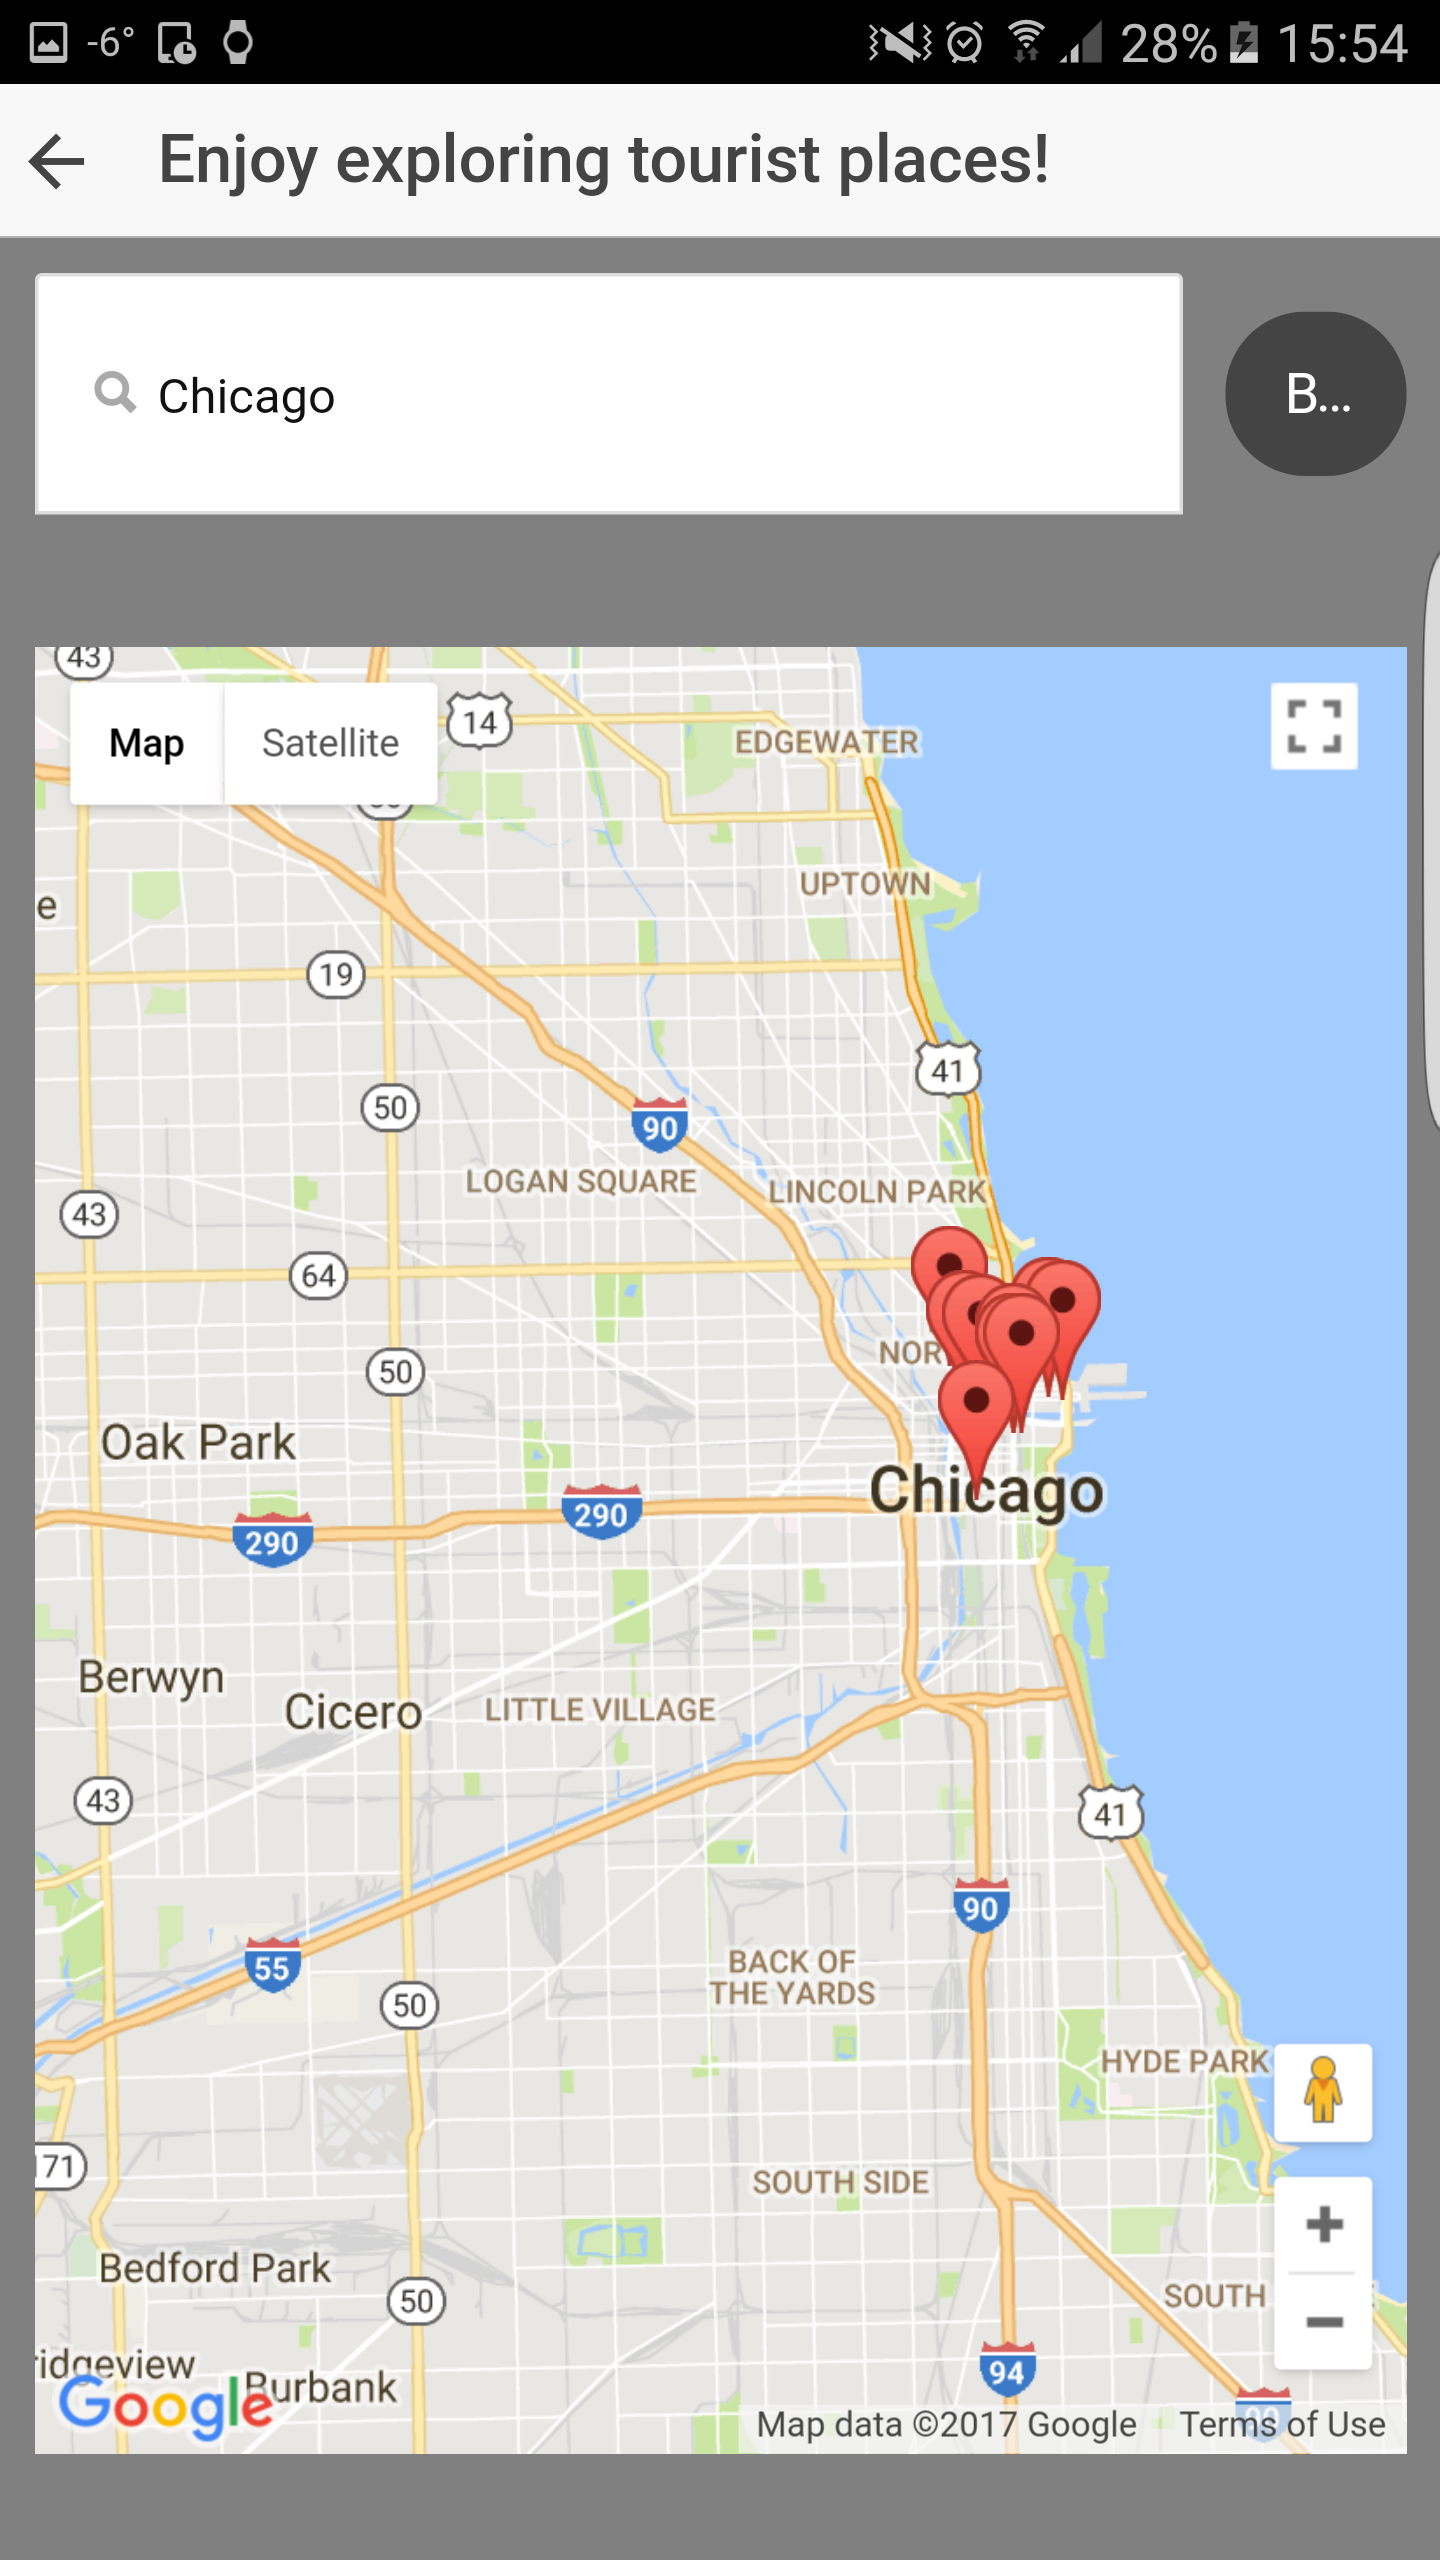 -6° 28% 15:54
Enjoy exploring tourist places!
Chicago
B...
43
Map Satellite
14
EDGEWATER
UPTOWN
e
19
41
50
90
LOGAN SQUARE
LINCOLN PARK
43
64
NOR
50
Oak Park
Chicago
290
290
Berwyn
Cicero
LITTLE VILLAGE
43
41
90
55
BACK OF
THE YARDS
50
HYDE PARK
71
SOUTH SIDE
Bedford Park
50
SOUTH
idgeview
94
Google
Burbank
Map data ©2017 Google Terms of Use